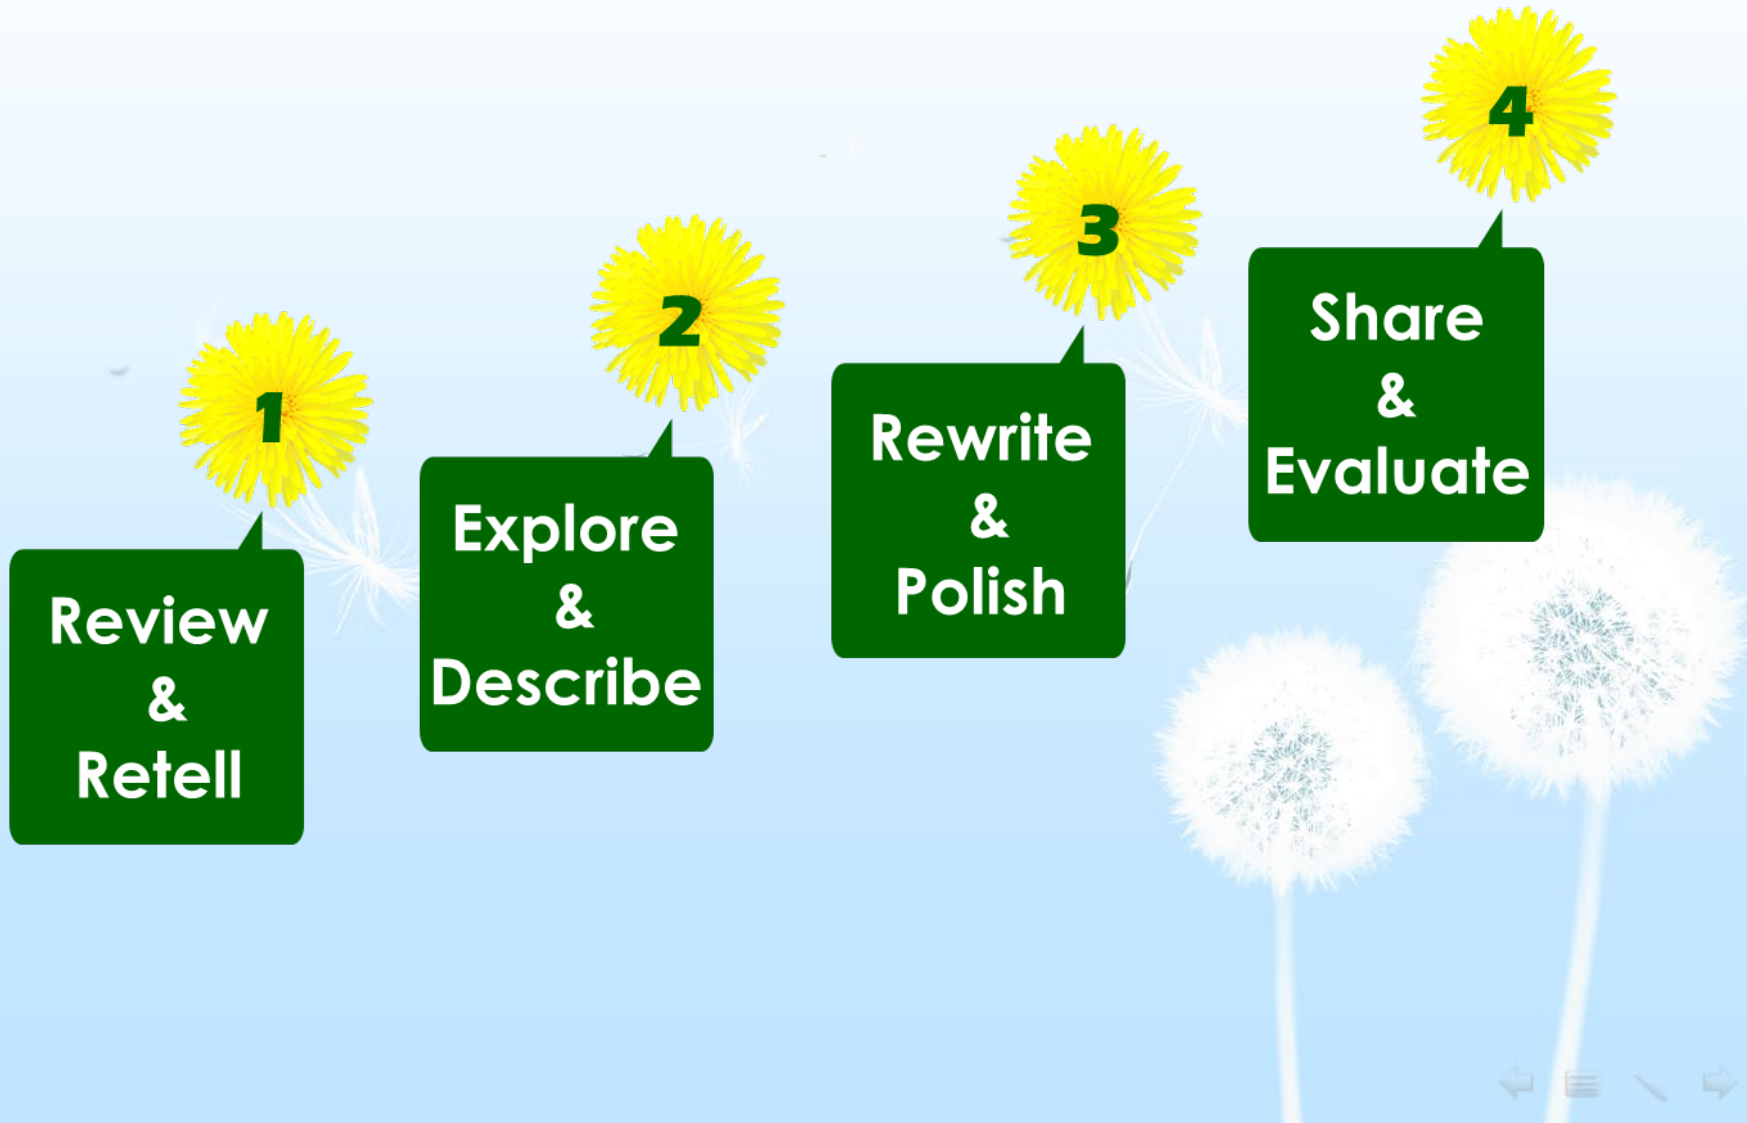 1
Review
&
Retell
2
Explore
&
Describe
3
Rewrite
&
Polish
4
Share
&
Evaluate